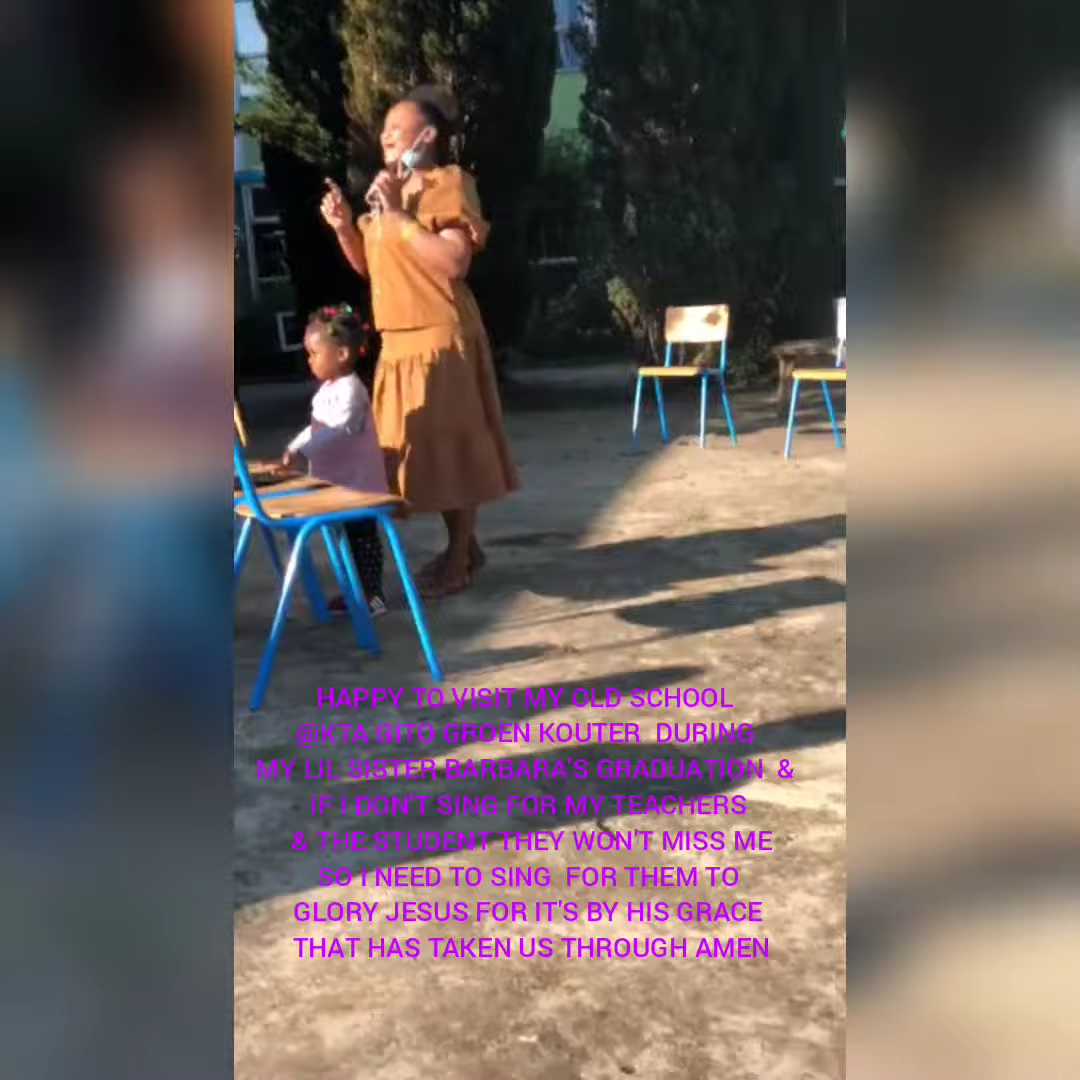 HAPPY TO VISIT MY OLD SCHOOL
@KTA GITO GROEN KOUTER DURING
MY LIL SISTER BARBARA'S GRADUATION &
IF I DON'T SING FOR MY TEACHERS
& THE STUDENT THEY WON'T MISS ME
SO I NEED TO SING FOR THEM TO
GLORY JESUS FOR IT'S BY HIS GRACE
THAT HAS TAKEN US THROUGH AMEN